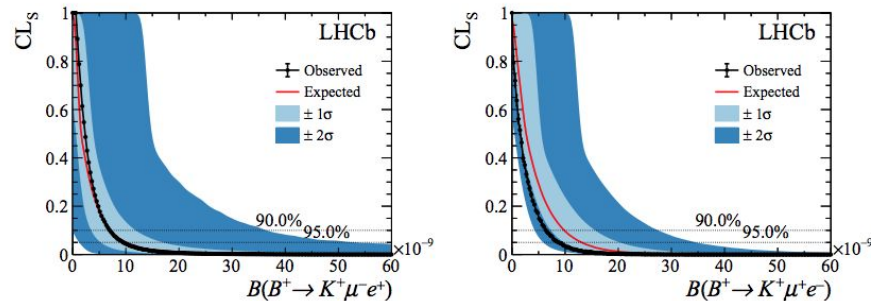 CL_S
LHCb
1
0.8
0.6
0.4
0.2
0
Observed
Expected
± 1σ
± 2σ
90.0%
95.0%
0 10 20 30 40 50 60
×10⁻⁹
B(B⁺ → K⁺μ⁻e⁺)
CL_S
LHCb
1
0.8
0.6
0.4
0.2
0
Observed
Expected
± 1σ
± 2σ
90.0%
95.0%
0 10 20 30 40 50 60
×10⁻⁹
B(B⁺ → K⁺μ⁺e⁻)